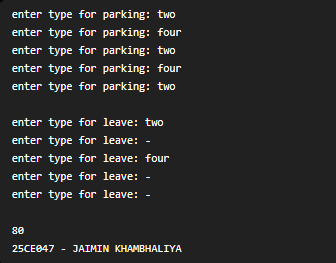 enter type for parking: two
enter type for parking: four
enter type for parking: two
enter type for parking: four
enter type for parking: two
enter type for leave: two
enter type for leave: -
enter type for leave: four
enter type for leave: -
enter type for leave: -
80
25CE047 - JAIMIN KHAMBHALIYA